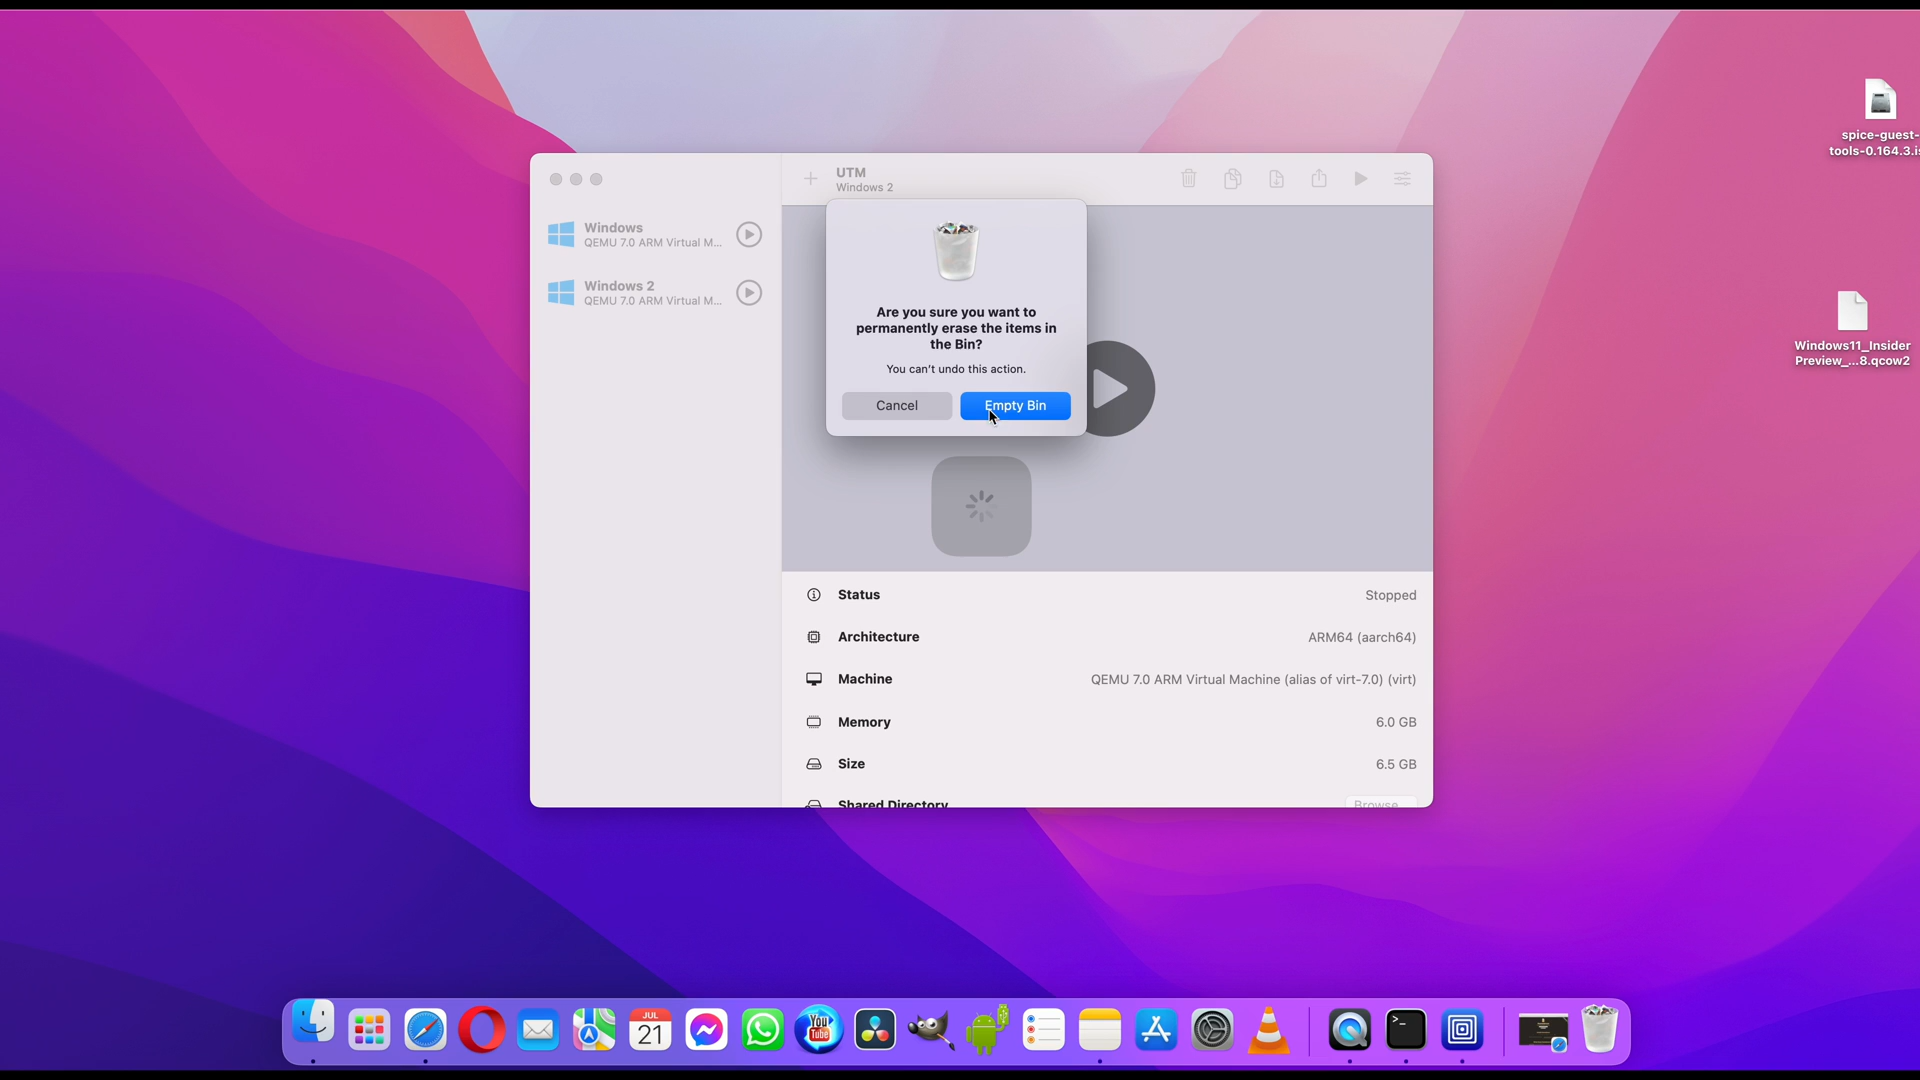 spice-guest-
tools-0.164.3.is
UTM
Windows 2
Windows
QEMU 7.0 ARM Virtual M...
Windows 2
QEMU 7.0 ARM Virtual M...
Are you sure you want to
permanently erase the items in
the Bin?
You can't undo this action.
Cancel
Empty Bin
Windows11_Insider
Preview_...8.qcow2
Status
Stopped
Architecture
ARM64 (aarch64)
Machine
QEMU 7.0 ARM Virtual Machine (alias of virt-7.0) (virt)
Memory
6.0 GB
Size
6.5 GB
Shared Directory
Browse...
JUL
21
You
Tube
>_